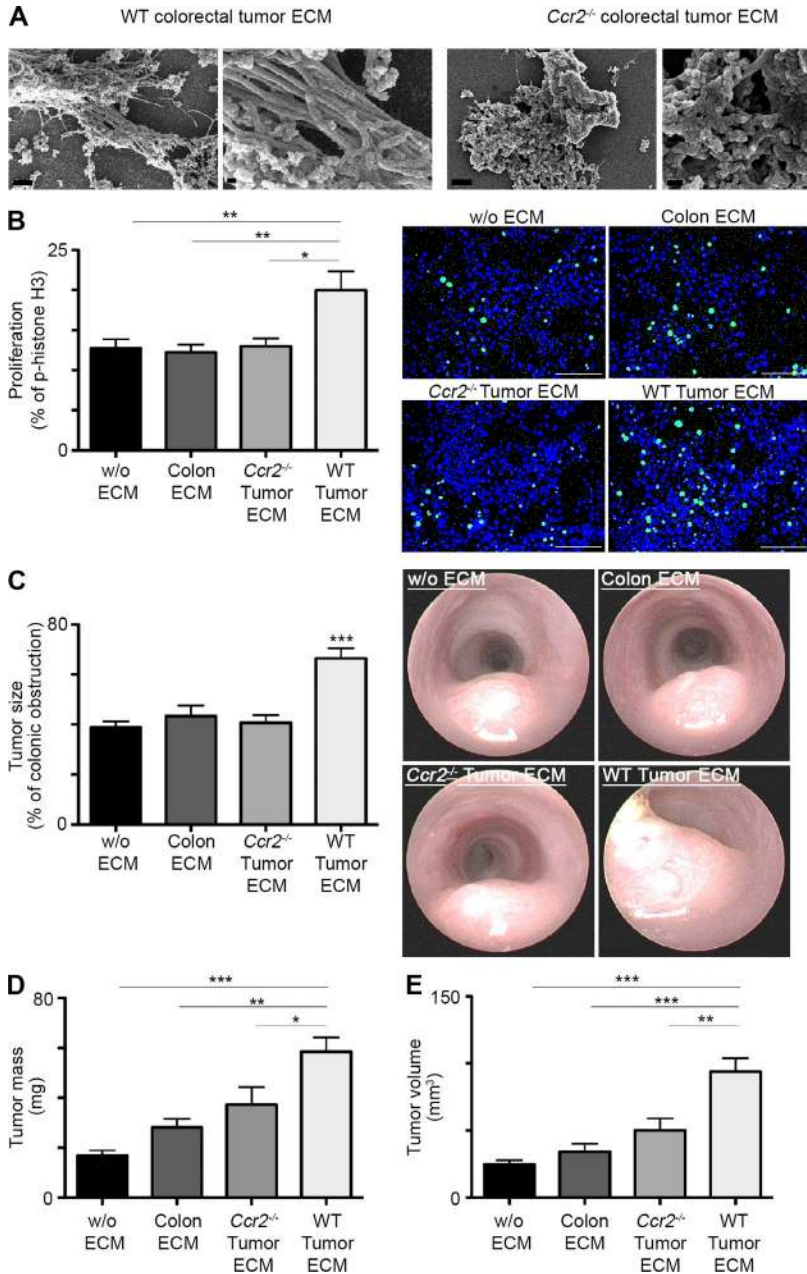 A
WT colorectal tumor ECM
Ccr2-/- colorectal tumor ECM
B
Proliferation
(% of p-histone H3)
25
0
**
**
*
w/o
ECM
Colon
ECM
Ccr2-/-
Tumor
ECM
WT
Tumor
ECM
w/o ECM
Colon ECM
Ccr2-/- Tumor ECM
WT Tumor ECM
C
Tumor size
(% of colonic obstruction)
80
0
***
w/o
ECM
Colon
ECM
Ccr2-/-
Tumor
ECM
WT
Tumor
ECM
w/o ECM
Colon ECM
Ccr2-/- Tumor ECM
WT Tumor ECM
D
Tumor mass
(mg)
80
0
***
**
*
w/o
ECM
Colon
ECM
Ccr2-/-
Tumor
ECM
WT
Tumor
ECM
E
Tumor volume
(mm³)
150
0
***
***
**
w/o
ECM
Colon
ECM
Ccr2-/-
Tumor
ECM
WT
Tumor
ECM